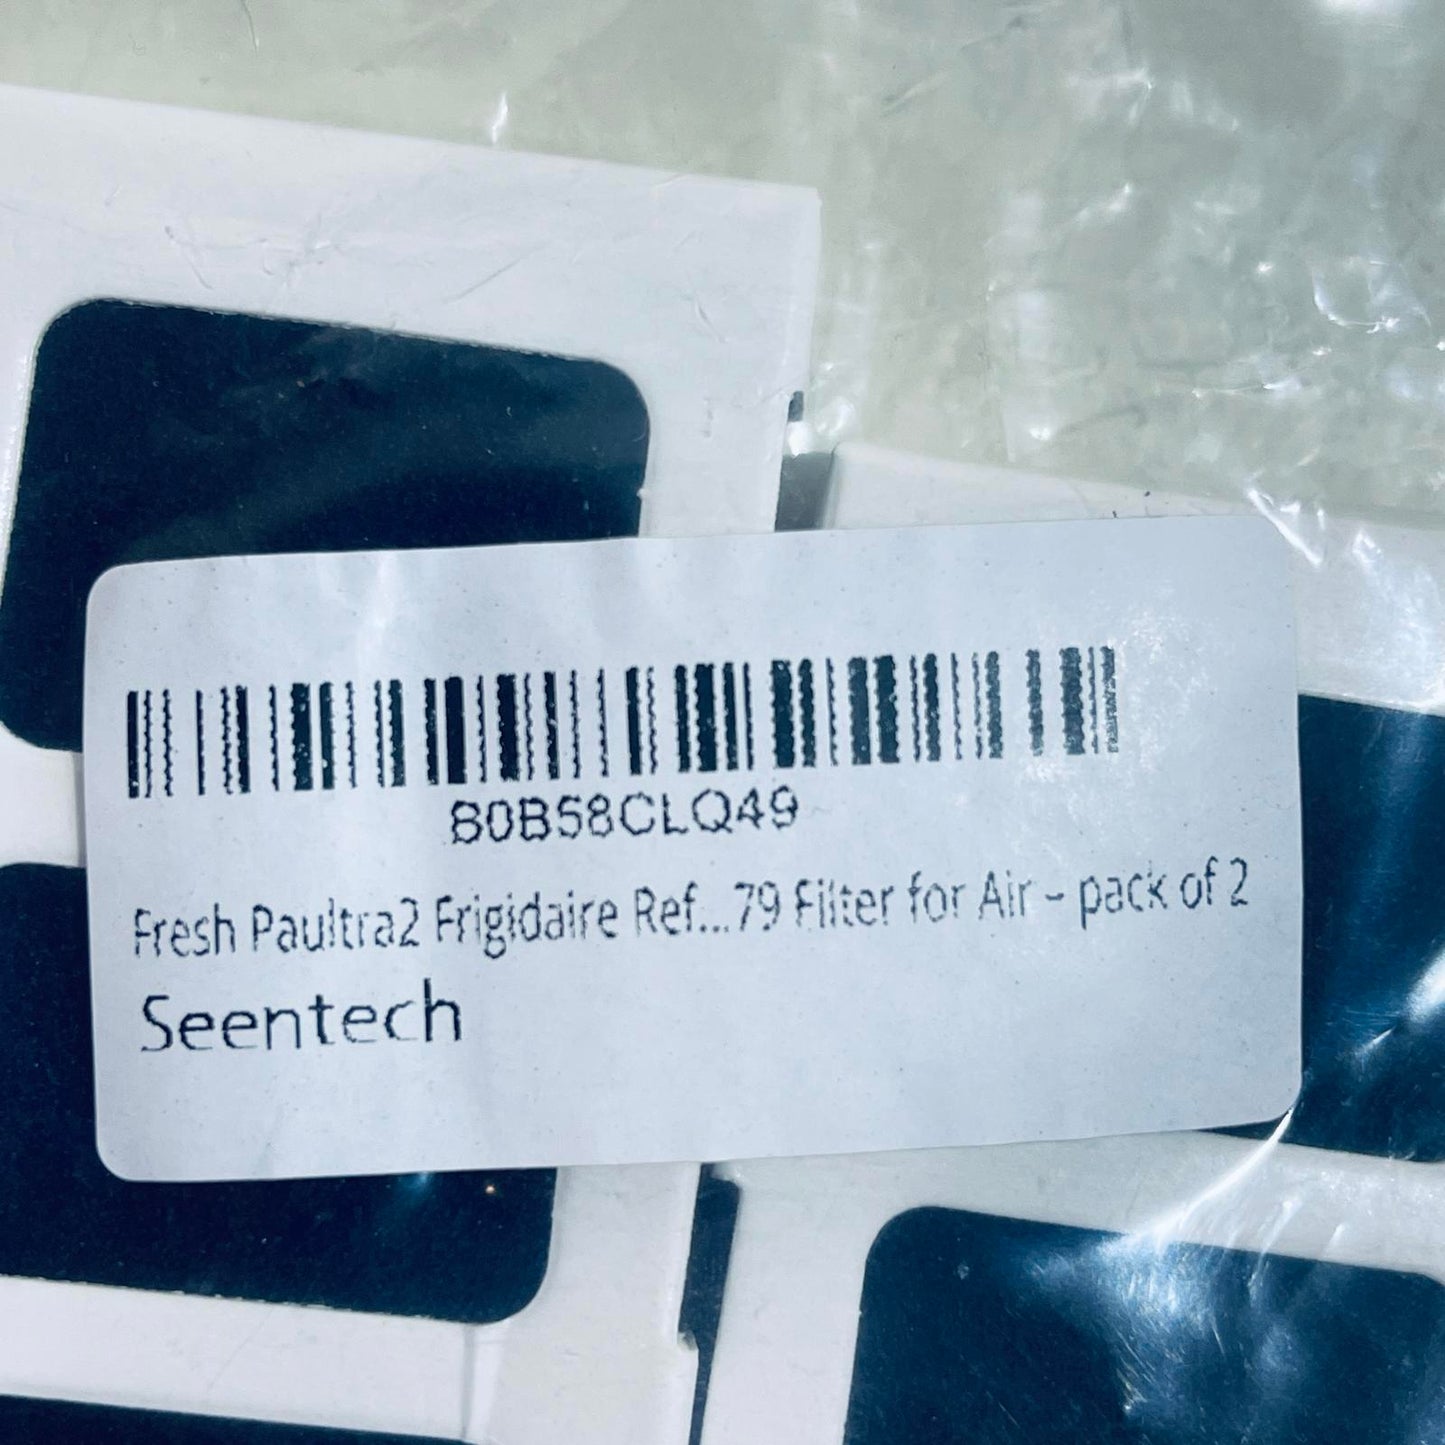 B0B58CLQ49
Fresh Paultra2 Frigidaire Ref...79 Filter for Air - pack of 2
Seentech